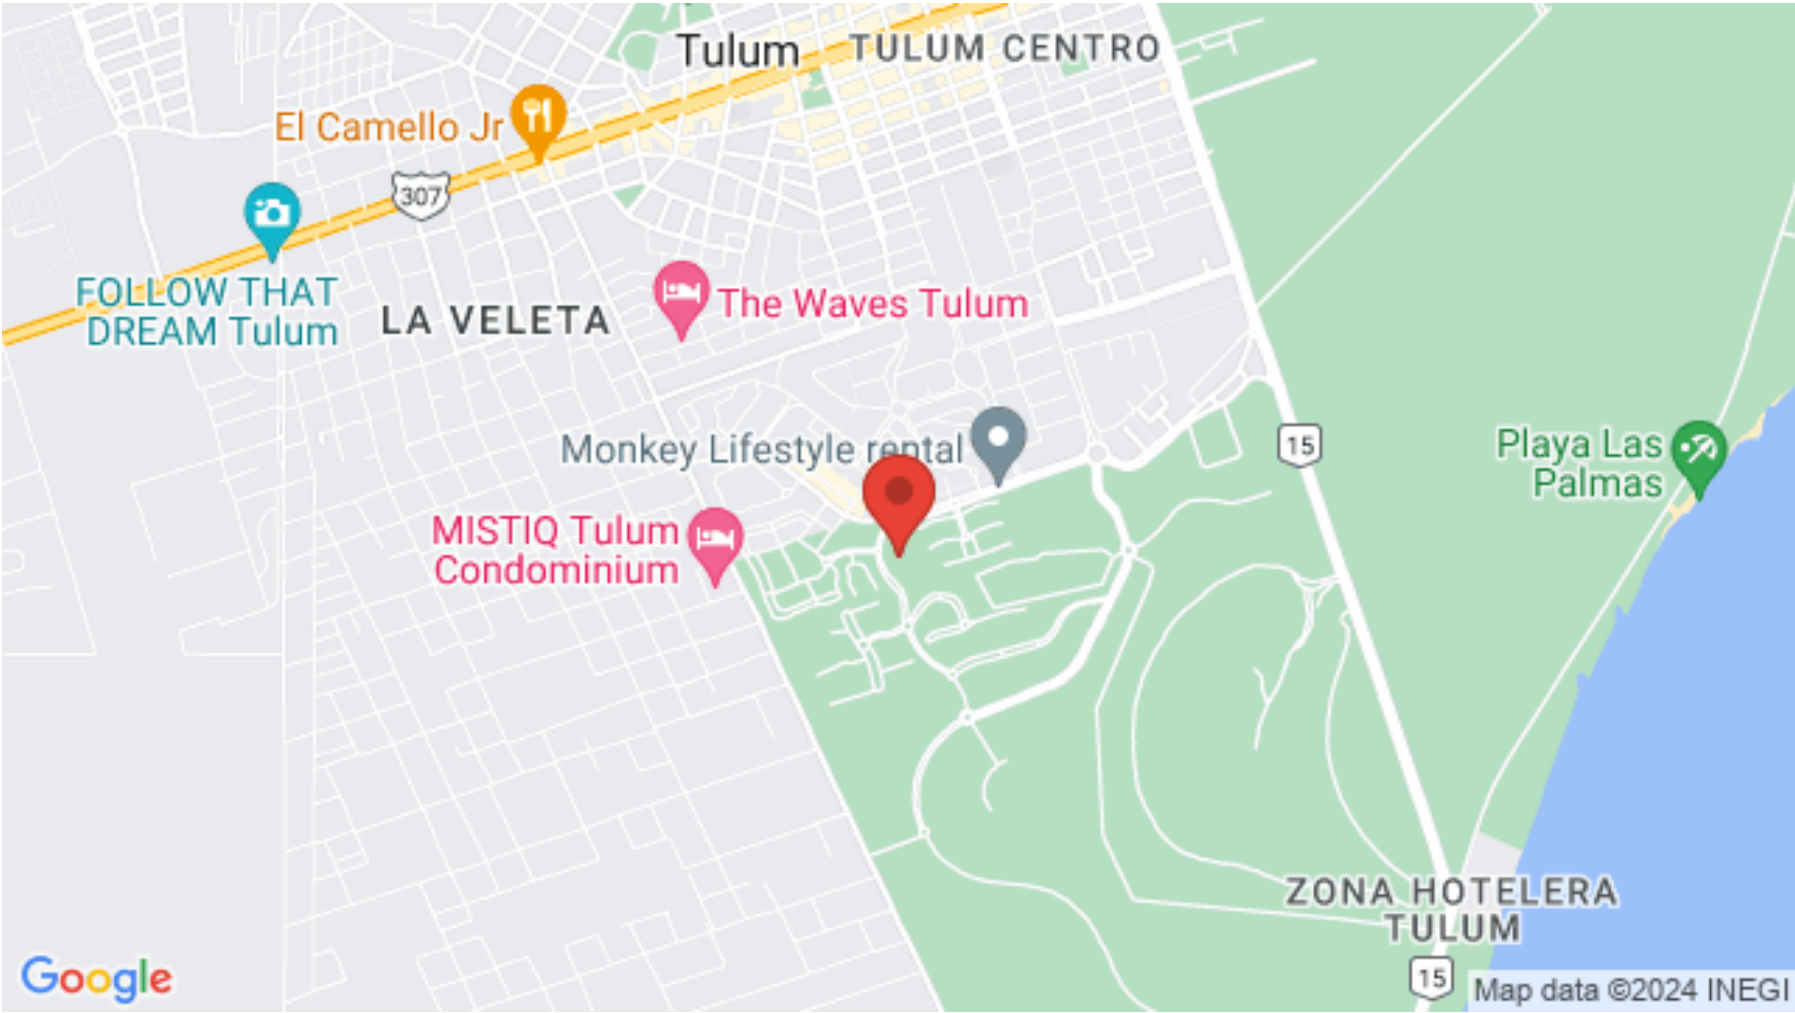 Tulum
TULUM CENTRO
El Camello Jr
307
FOLLOW THAT
DREAM Tulum
LA VELETA
The Waves Tulum
Monkey Lifestyle rental
15
Playa Las
Palmas
MISTIQ Tulum
Condominium
ZONA HOTELERA
TULUM
15
Google
Map data ©2024 INEGI